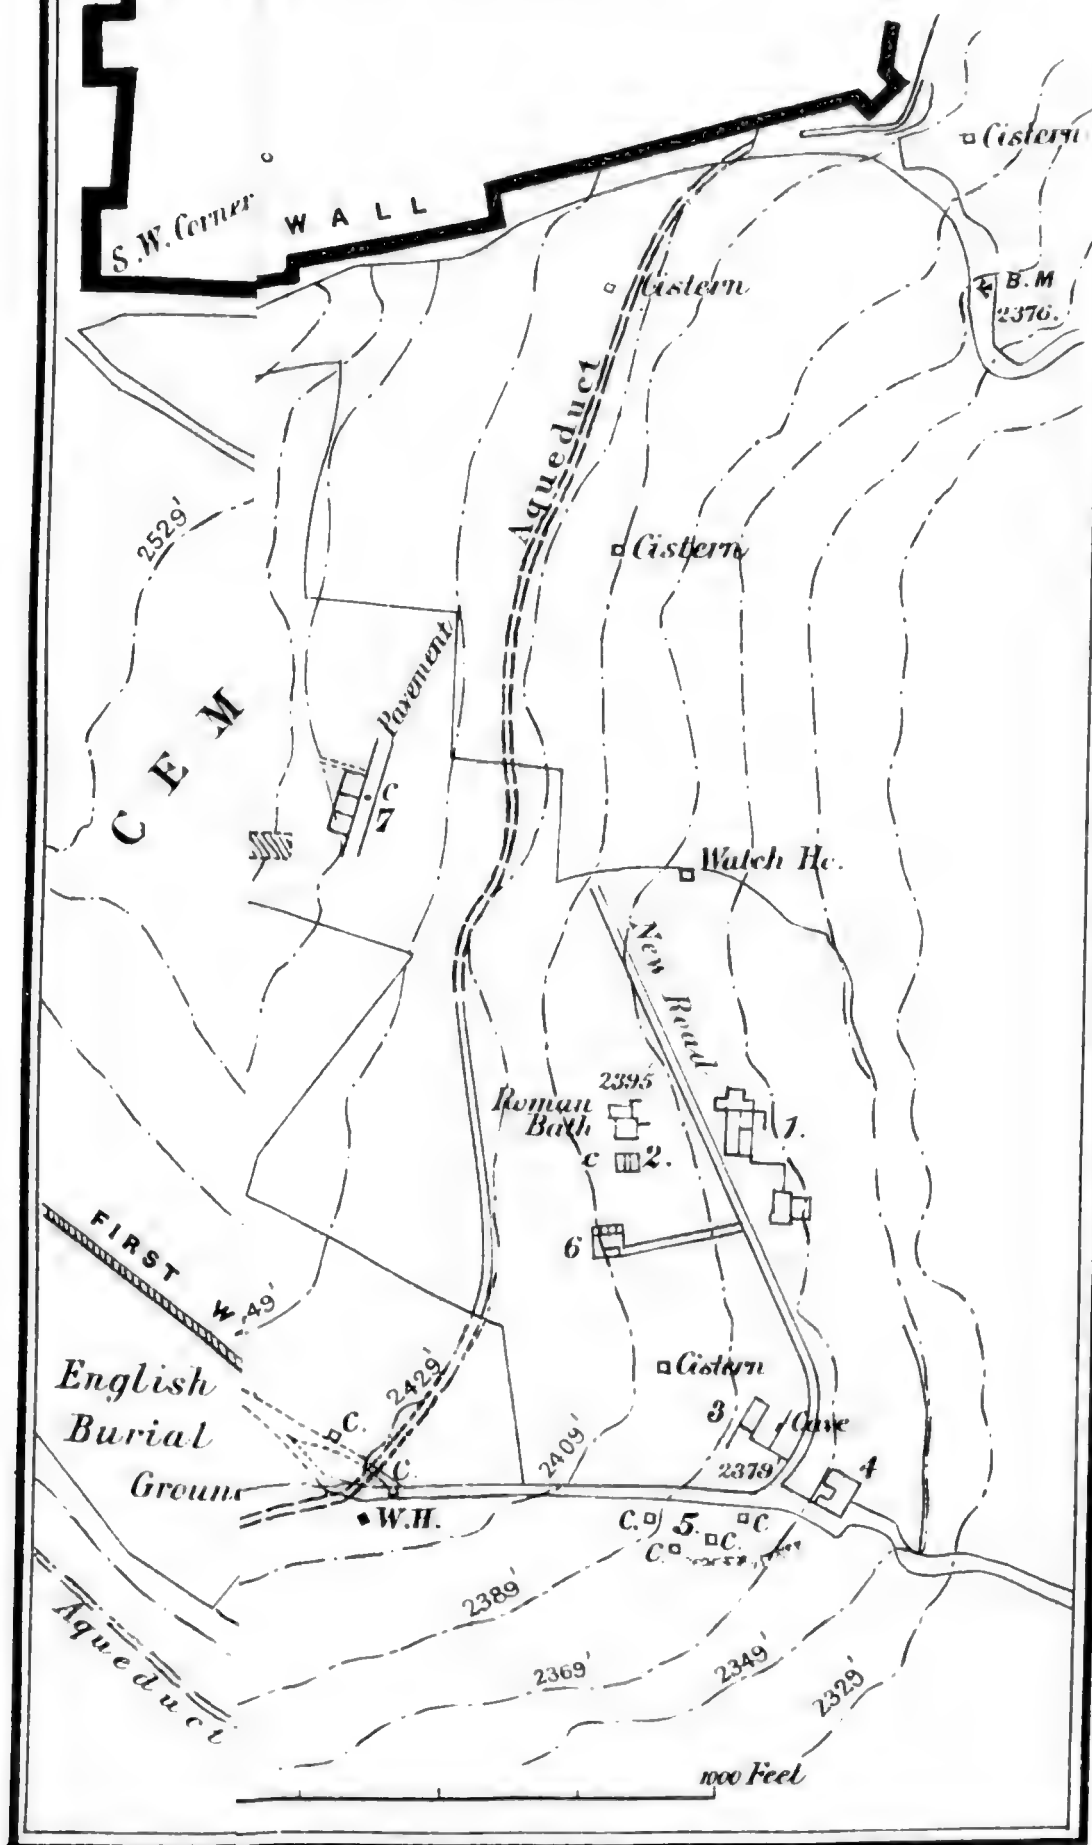 Cistern
S.W. Corner
WALL
c
B.M
2376.
Cistern
Aqueduct
2529'
Cistern
Pavement
CEM
C
7
Watch Ho.
New Road
2395
Roman
Bath
1.
c 2.
6
FIRST W
49'
English
Burial
Ground
2429'
C.
C.
Cistern
3
Cave
2409'
2379
4
W.H.
C. 5. C
C. C.
2389'
Aqueduct
2369'
2349'
2329'
1000 Feet